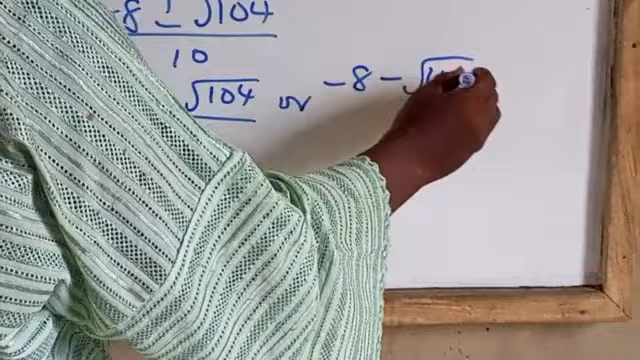 8 ± √104
10
√104 or -8 - √